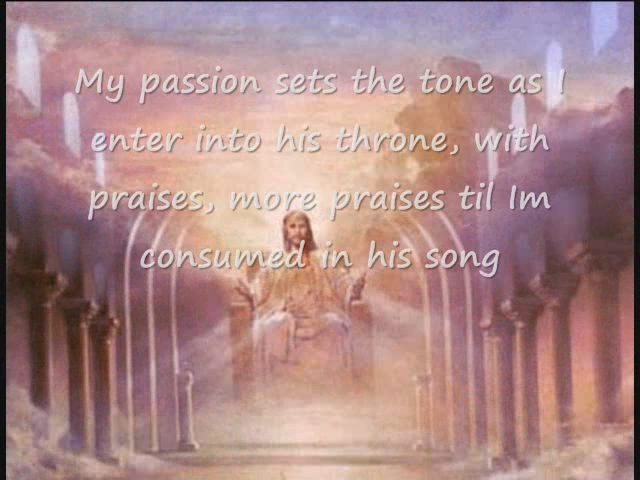 My passion sets the tone as I
enter into his throne, with
praises, more praises til Im
consumed in his song